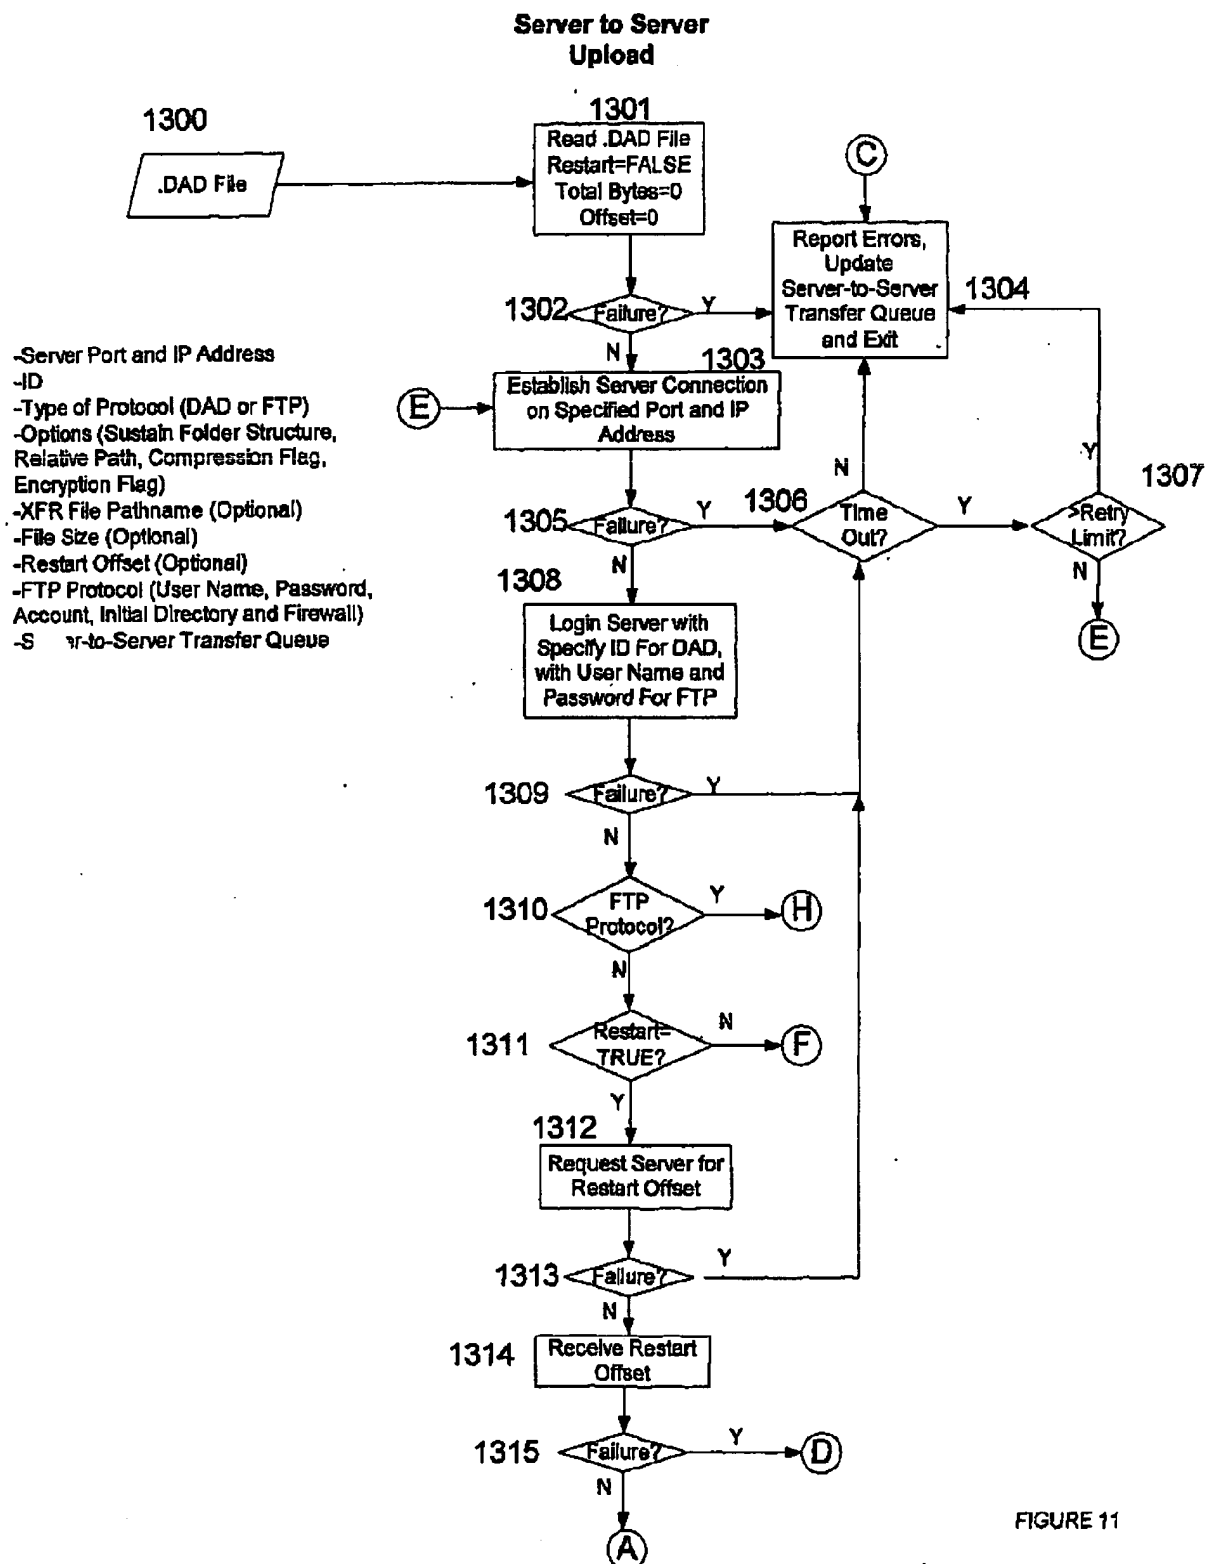 Server to Server
Upload
1300
.DAD File
1301
Read .DAD File
Restart=FALSE
Total Bytes=0
Offset=0
C
Report Errors,
Update
Server-to-Server
Transfer Queue
and Exit
1304
1302
Failure?
Y
N
1303
-Server Port and IP Address
-ID
-Type of Protocol (DAD or FTP)
-Options (Sustain Folder Structure,
Relative Path, Compression Flag,
Encryption Flag)
-XFR File Pathname (Optional)
-File Size (Optional)
-Restart Offset (Optional)
-FTP Protocol (User Name, Password,
Account, Initial Directory and Firewall)
to-Server Transfer Queue
E
Establish Server Connection
on Specified Port and IP
Address
N
Y
1305
Failure?
Y
1306
Time
Out?
Y
1307
>Retry
Limit?
N
N
E
1308
Login Server with
Specify ID For DAD,
with User Name and
Password For FTP
1309
Failure?
Y
N
1310
FTP
Protocol?
Y
H
N
1311
Restart=
TRUE?
N
F
Y
1312
Request Server for
Restart Offset
1313
Failure?
Y
N
1314
Receive Restart
Offset
1315
Failure?
Y
D
N
A
FIGURE 11